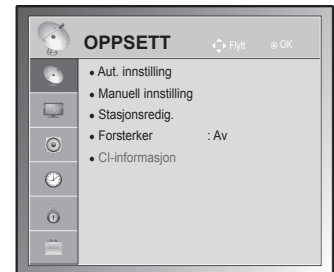 OPPSETT
Flytt
OK
• Aut. innstilling
• Manuell innstilling
• Stasjonsredig.
• Forsterker : Av
• CI-informasjon